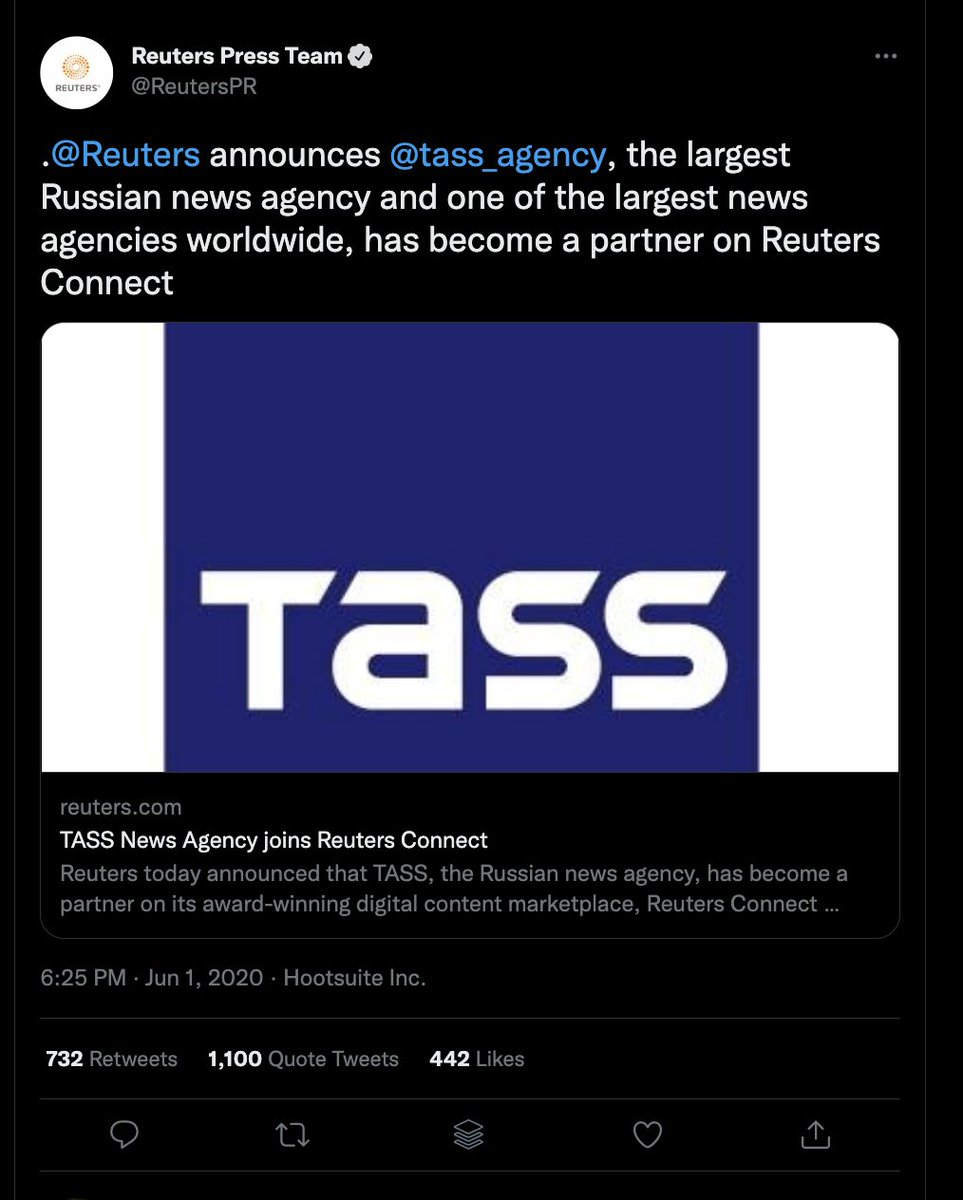 Reuters Press Team
@ReutersPR
REUTERS
.@Reuters announces @tass_agency, the largest
Russian news agency and one of the largest news
agencies worldwide, has become a partner on Reuters
Connect
TASS
reuters.com
TASS News Agency joins Reuters Connect
Reuters today announced that TASS, the Russian news agency, has become a
partner on its award-winning digital content marketplace, Reuters Connect ...
6:25 PM · Jun 1, 2020 · Hootsuite Inc.
732 Retweets 1,100 Quote Tweets 442 Likes